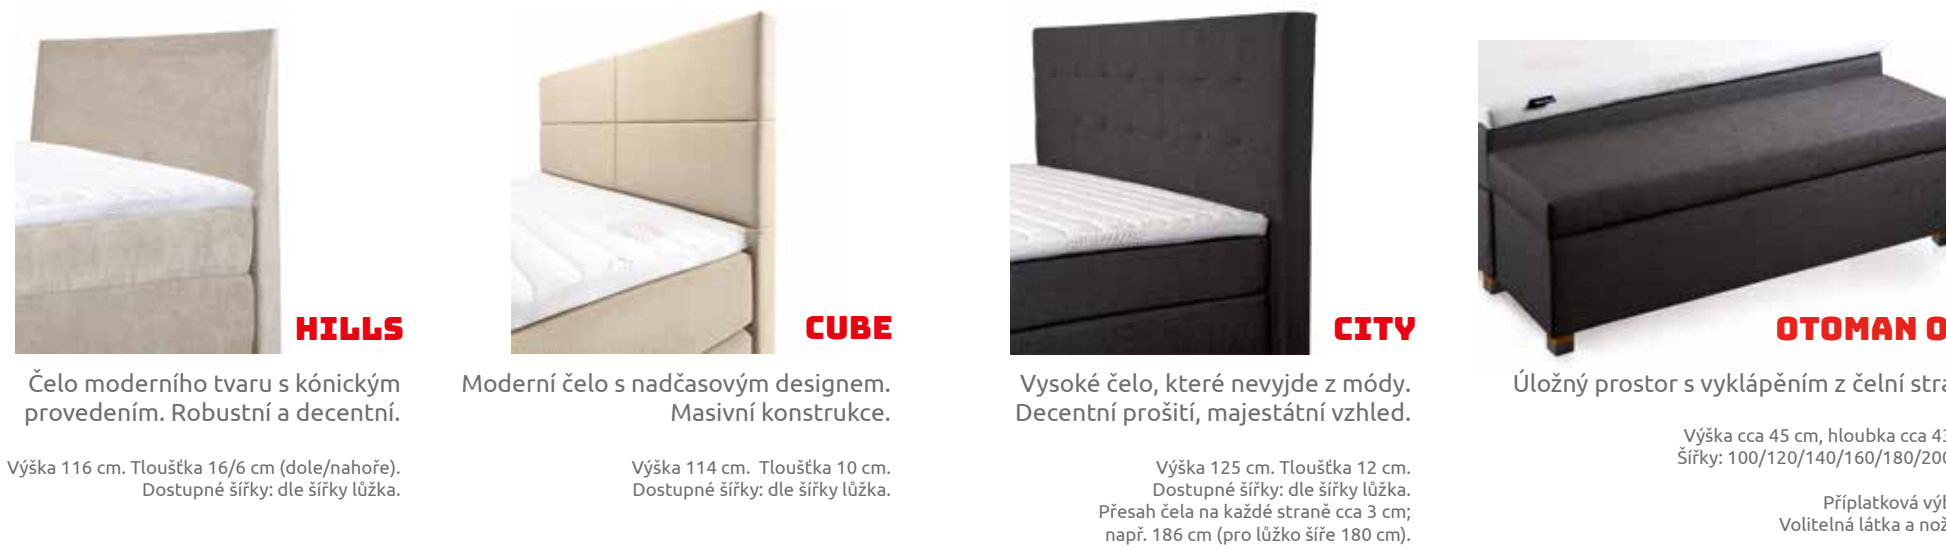 HILLS
Čelo moderního tvaru s kónickým
provedením. Robustní a decentní.
Výška 116 cm. Tloušťka 16/6 cm (dole/nahoře).
Dostupné šířky: dle šířky lůžka.
CUBE
Moderní čelo s nadčasovým designem.
Masivní konstrukce.
Výška 114 cm. Tloušťka 10 cm.
Dostupné šířky: dle šířky lůžka.
CITY
Vysoké čelo, které nevyjde z módy.
Decentní prošití, majestátní vzhled.
Výška 125 cm. Tloušťka 12 cm.
Dostupné šířky: dle šířky lůžka.
Přesah čela na každé straně cca 3 cm;
např. 186 cm (pro lůžko šíře 180 cm).
OTOMAN
Úložný prostor s vyklápěním z čelní
Výška cca 45 cm, hloubka cca
Šířky: 100/120/140/160/180/200
Příplatková
Volitelná látka a